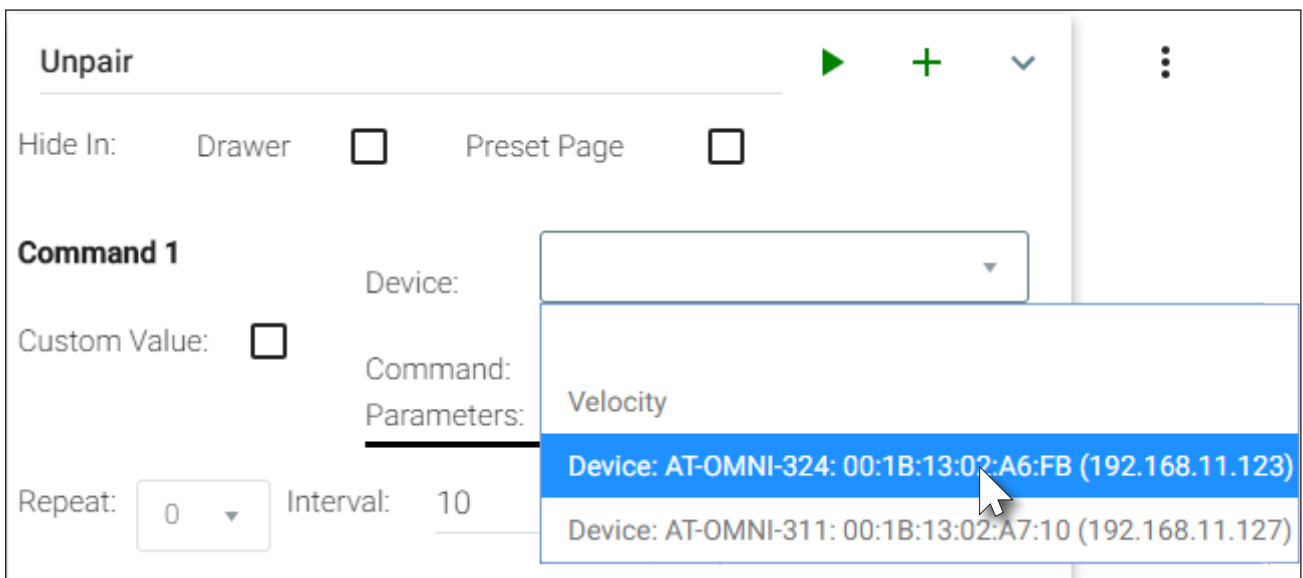 Unpair
Hide In: Drawer Preset Page
Command 1
Device:
Custom Value:
Command:
Parameters:
Velocity
Device: AT-OMNI-324: 00:1B:13:02:A6:FB (192.168.11.123)
Repeat: 0 Interval: 10
Device: AT-OMNI-311: 00:1B:13:02:A7:10 (192.168.11.127)